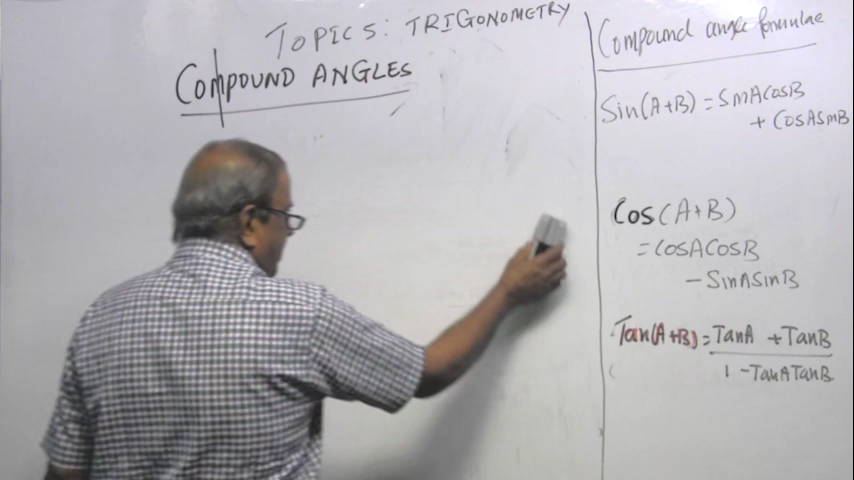 TOPICS: TRIGONOMETRY
COMPOUND ANGLES
Compound angle formulae
Sin(A+B) = SinACosB
+ CosASinB
Cos(A+B)
= CosACosB
- SinASinB
Tan(A+B) = TanA + TanB
1 - TanATanB